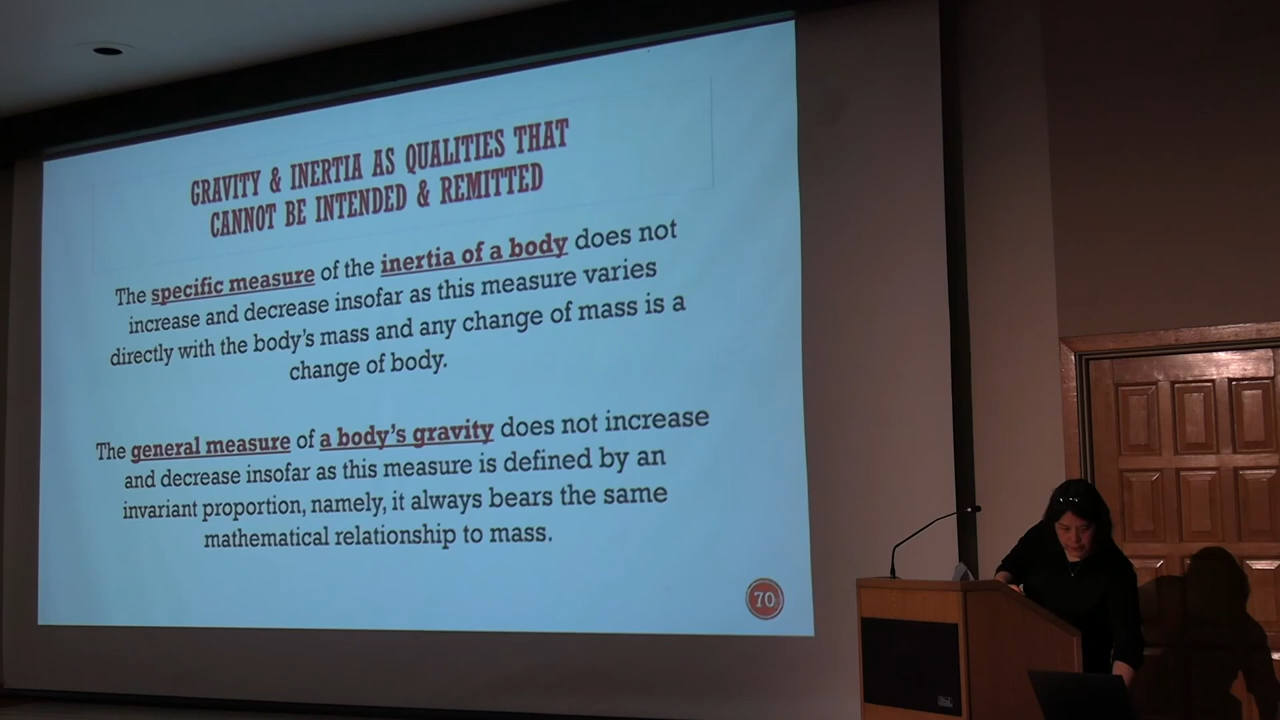 GRAVITY & INERTIA AS QUALITIES THAT
CANNOT BE INTENDED & REMITTED
The specific measure of the inertia of a body does not
increase and decrease insofar as this measure varies
directly with the body's mass and any change of mass is a
change of body.
The general measure of a body's gravity does not increase
and decrease insofar as this measure is defined by an
invariant proportion, namely, it always bears the same
mathematical relationship to mass.
70